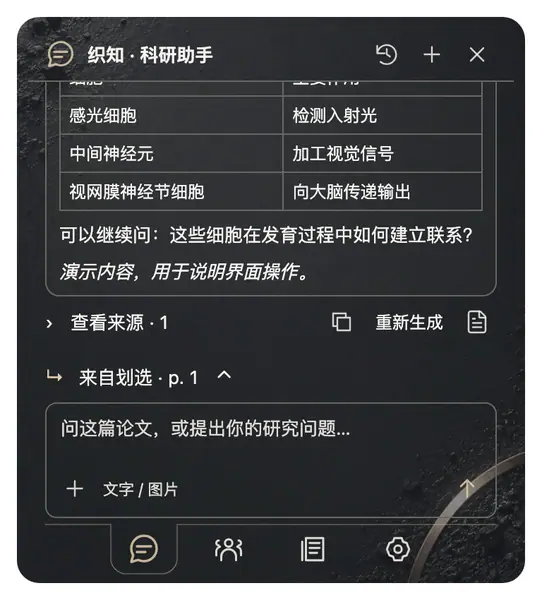 织知 · 科研助手
感光细胞 检测入射光
中间神经元 加工视觉信号
视网膜神经节细胞 向大脑传递输出
可以继续问：这些细胞在发育过程中如何建立联系？
演示内容，用于说明界面操作。
查看来源 · 1 重新生成
来自划选 · p. 1
问这篇论文，或提出你的研究问题...
文字 / 图片